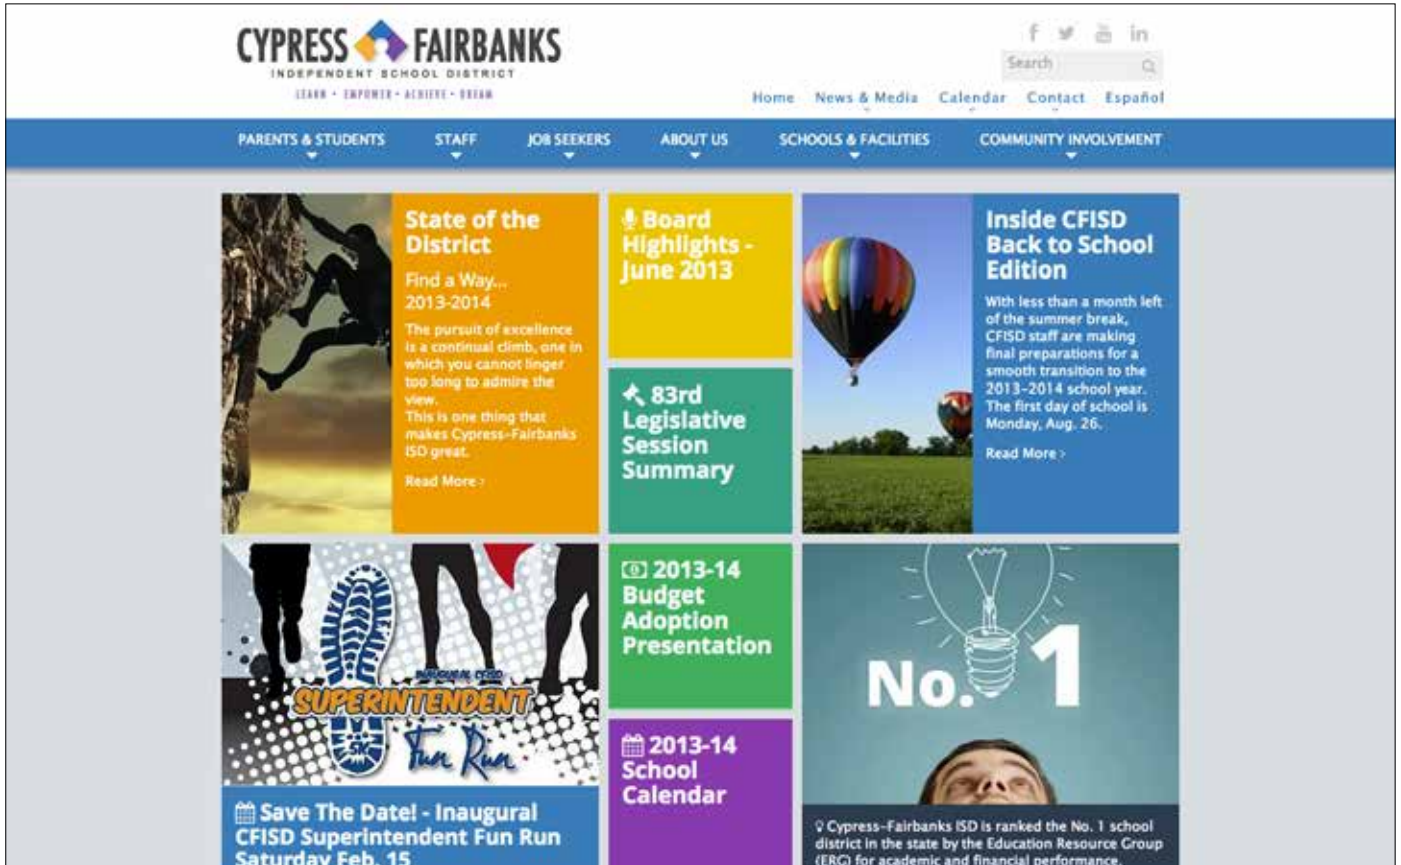 CYPRESS FAIRBANKS
INDEPENDENT SCHOOL DISTRICT
LEARN • EMPOWER • ACHIEVE • DREAM
f in
Search
Home News & Media Calendar Contact Español
PARENTS & STUDENTS STAFF JOB SEEKERS ABOUT US SCHOOLS & FACILITIES COMMUNITY INVOLVEMENT
State of the
District
Find a Way...
2013-2014
The pursuit of excellence
is a continual climb, one in
which you cannot linger
too long to admire the
view.
This is one thing that
makes Cypress-Fairbanks
ISD great.
Read More ›
Board
Highlights -
June 2013
83rd
Legislative
Session
Summary
Inside CFISD
Back to School
Edition
With less than a month left
of the summer break,
CFISD staff are making
final preparations for a
smooth transition to the
2013-2014 school year.
The first day of school is
Monday, Aug. 26.
Read More ›
INAUGURAL CFISD
SUPERINTENDENT
5K
Fun Run
Save The Date! - Inaugural
CFISD Superintendent Fun Run
Saturday Feb. 15
2013-14
Budget
Adoption
Presentation
2013-14
School
Calendar
No. 1
Cypress-Fairbanks ISD is ranked the No. 1 school
district in the state by the Education Resource Group
(ERG) for academic and financial performance.